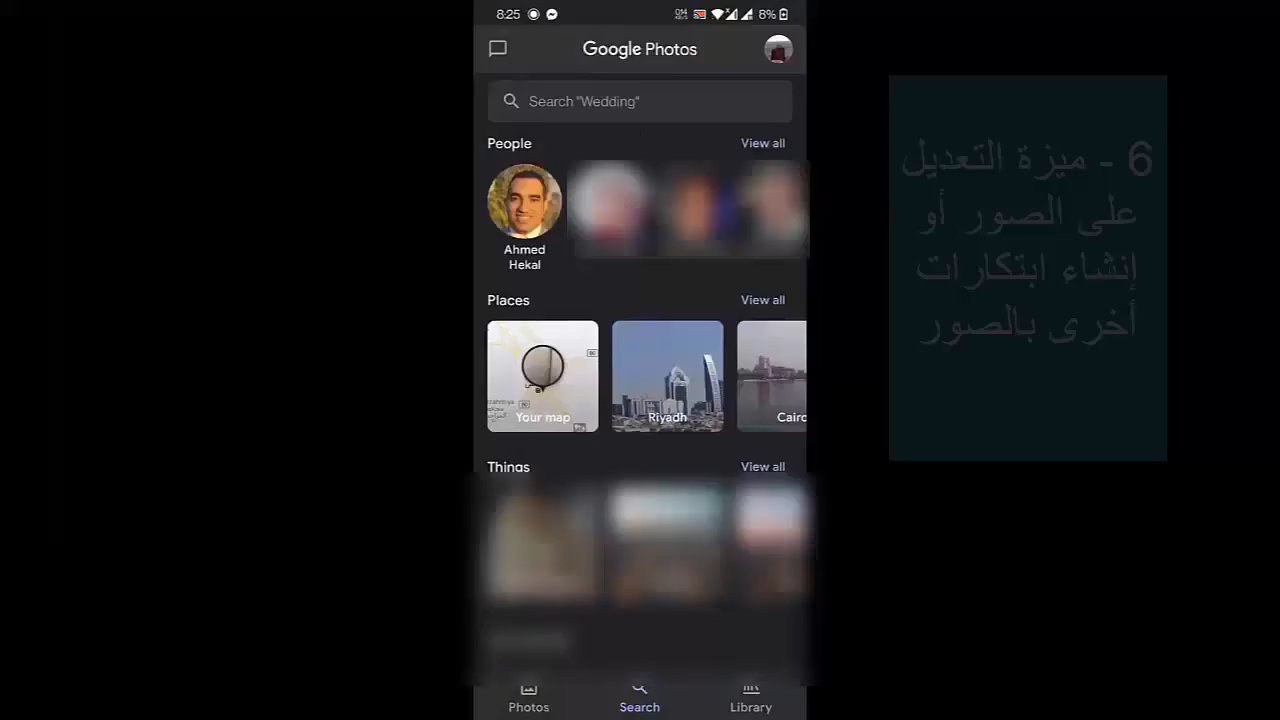 8:25
8%
Google Photos
Search "Wedding"
People
View all
Ahmed
Hekal
Places
View all
Your map
Riyadh
Cairo
Things
View all
Photos
Search
Library
6 - ميزة التعديل
على الصور أو
إنشاء ابتكارات
أخرى بالصور